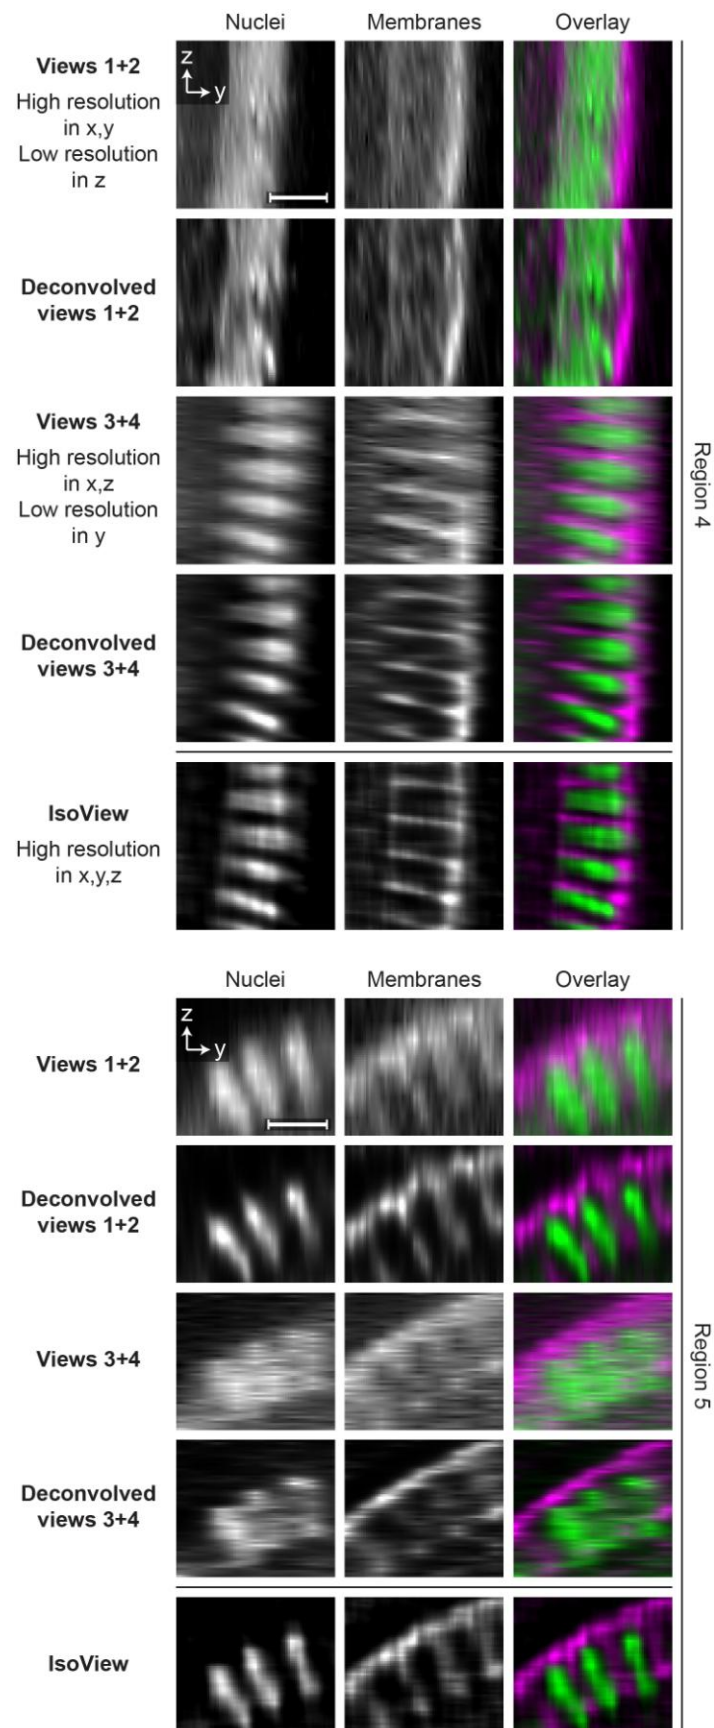 Nuclei Membranes Overlay
Views 1+2
High resolution
in x,y
Low resolution
in z
z
y
Deconvolved
views 1+2
Views 3+4
High resolution
in x,z
Low resolution
in y
Deconvolved
views 3+4
IsoView
High resolution
in x,y,z
Region 4
Nuclei Membranes Overlay
Views 1+2
z
y
Deconvolved
views 1+2
Views 3+4
Deconvolved
views 3+4
IsoView
Region 5